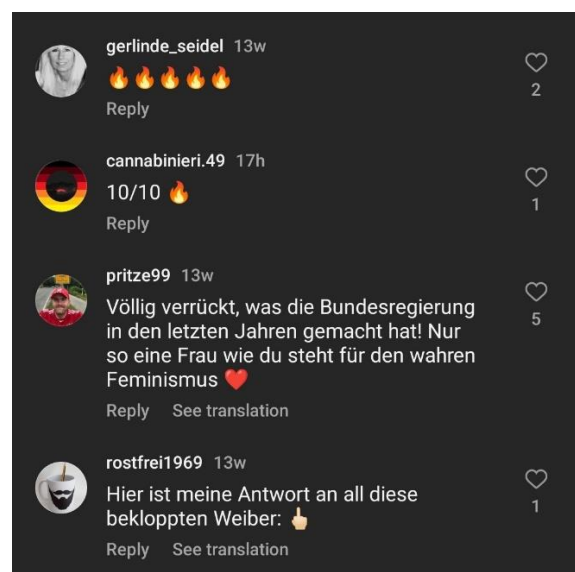 gerlinde_seidel 13w
🔥🔥🔥🔥🔥
2
Reply
cannabinieri.49 17h
10/10 🔥
1
Reply
pritze99 13w
Völlig verrückt, was die Bundesregierung
in den letzten Jahren gemacht hat! Nur
so eine Frau wie du steht für den wahren
Feminismus ❤️
5
Reply See translation
rostfrei1969 13w
Hier ist meine Antwort an all diese
bekloppten Weiber: 🖕🏻
1
Reply See translation